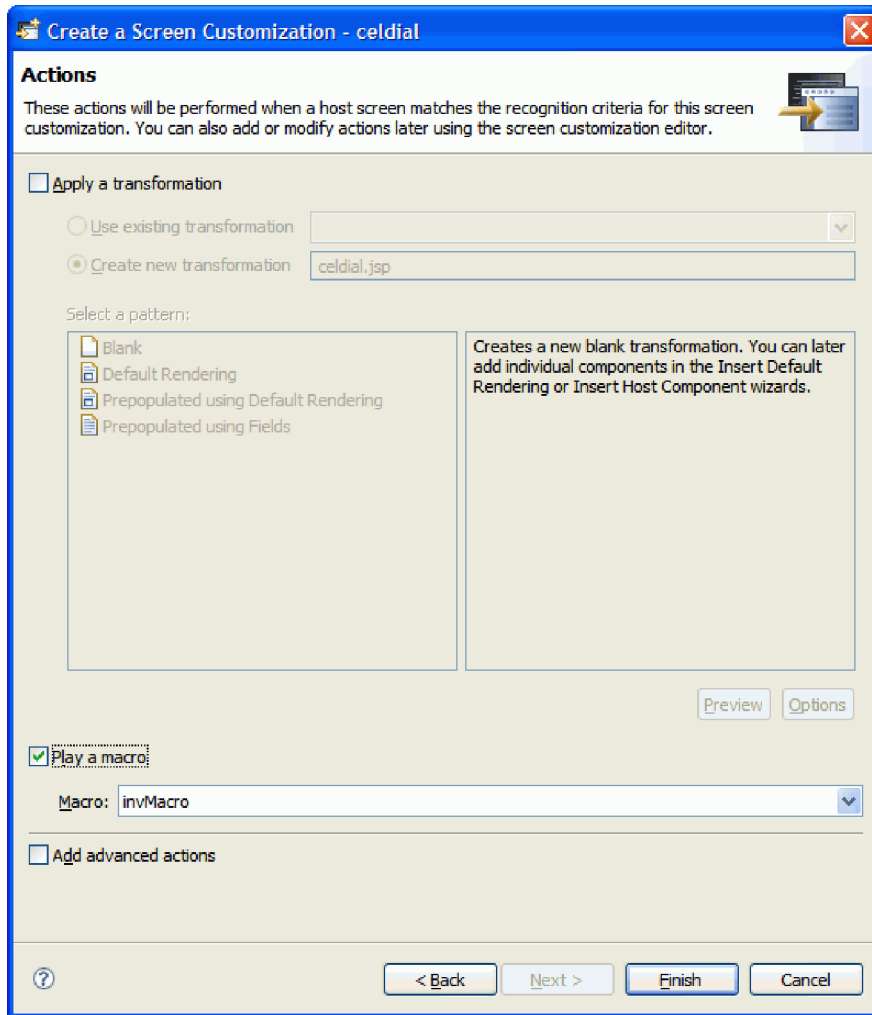 Create a Screen Customization - celdial
Actions
These actions will be performed when a host screen matches the recognition criteria for this screen
customization. You can also add or modify actions later using the screen customization editor.
Apply a transformation
Use existing transformation
Create new transformation celdial.jsp
Select a pattern:
Blank
Default Rendering
Prepopulated using Default Rendering
Prepopulated using Fields
Creates a new blank transformation. You can later
add individual components in the Insert Default
Rendering or Insert Host Component wizards.
Preview Options
Play a macro
Macro: invMacro
Add advanced actions
? < Back Next > Finish Cancel